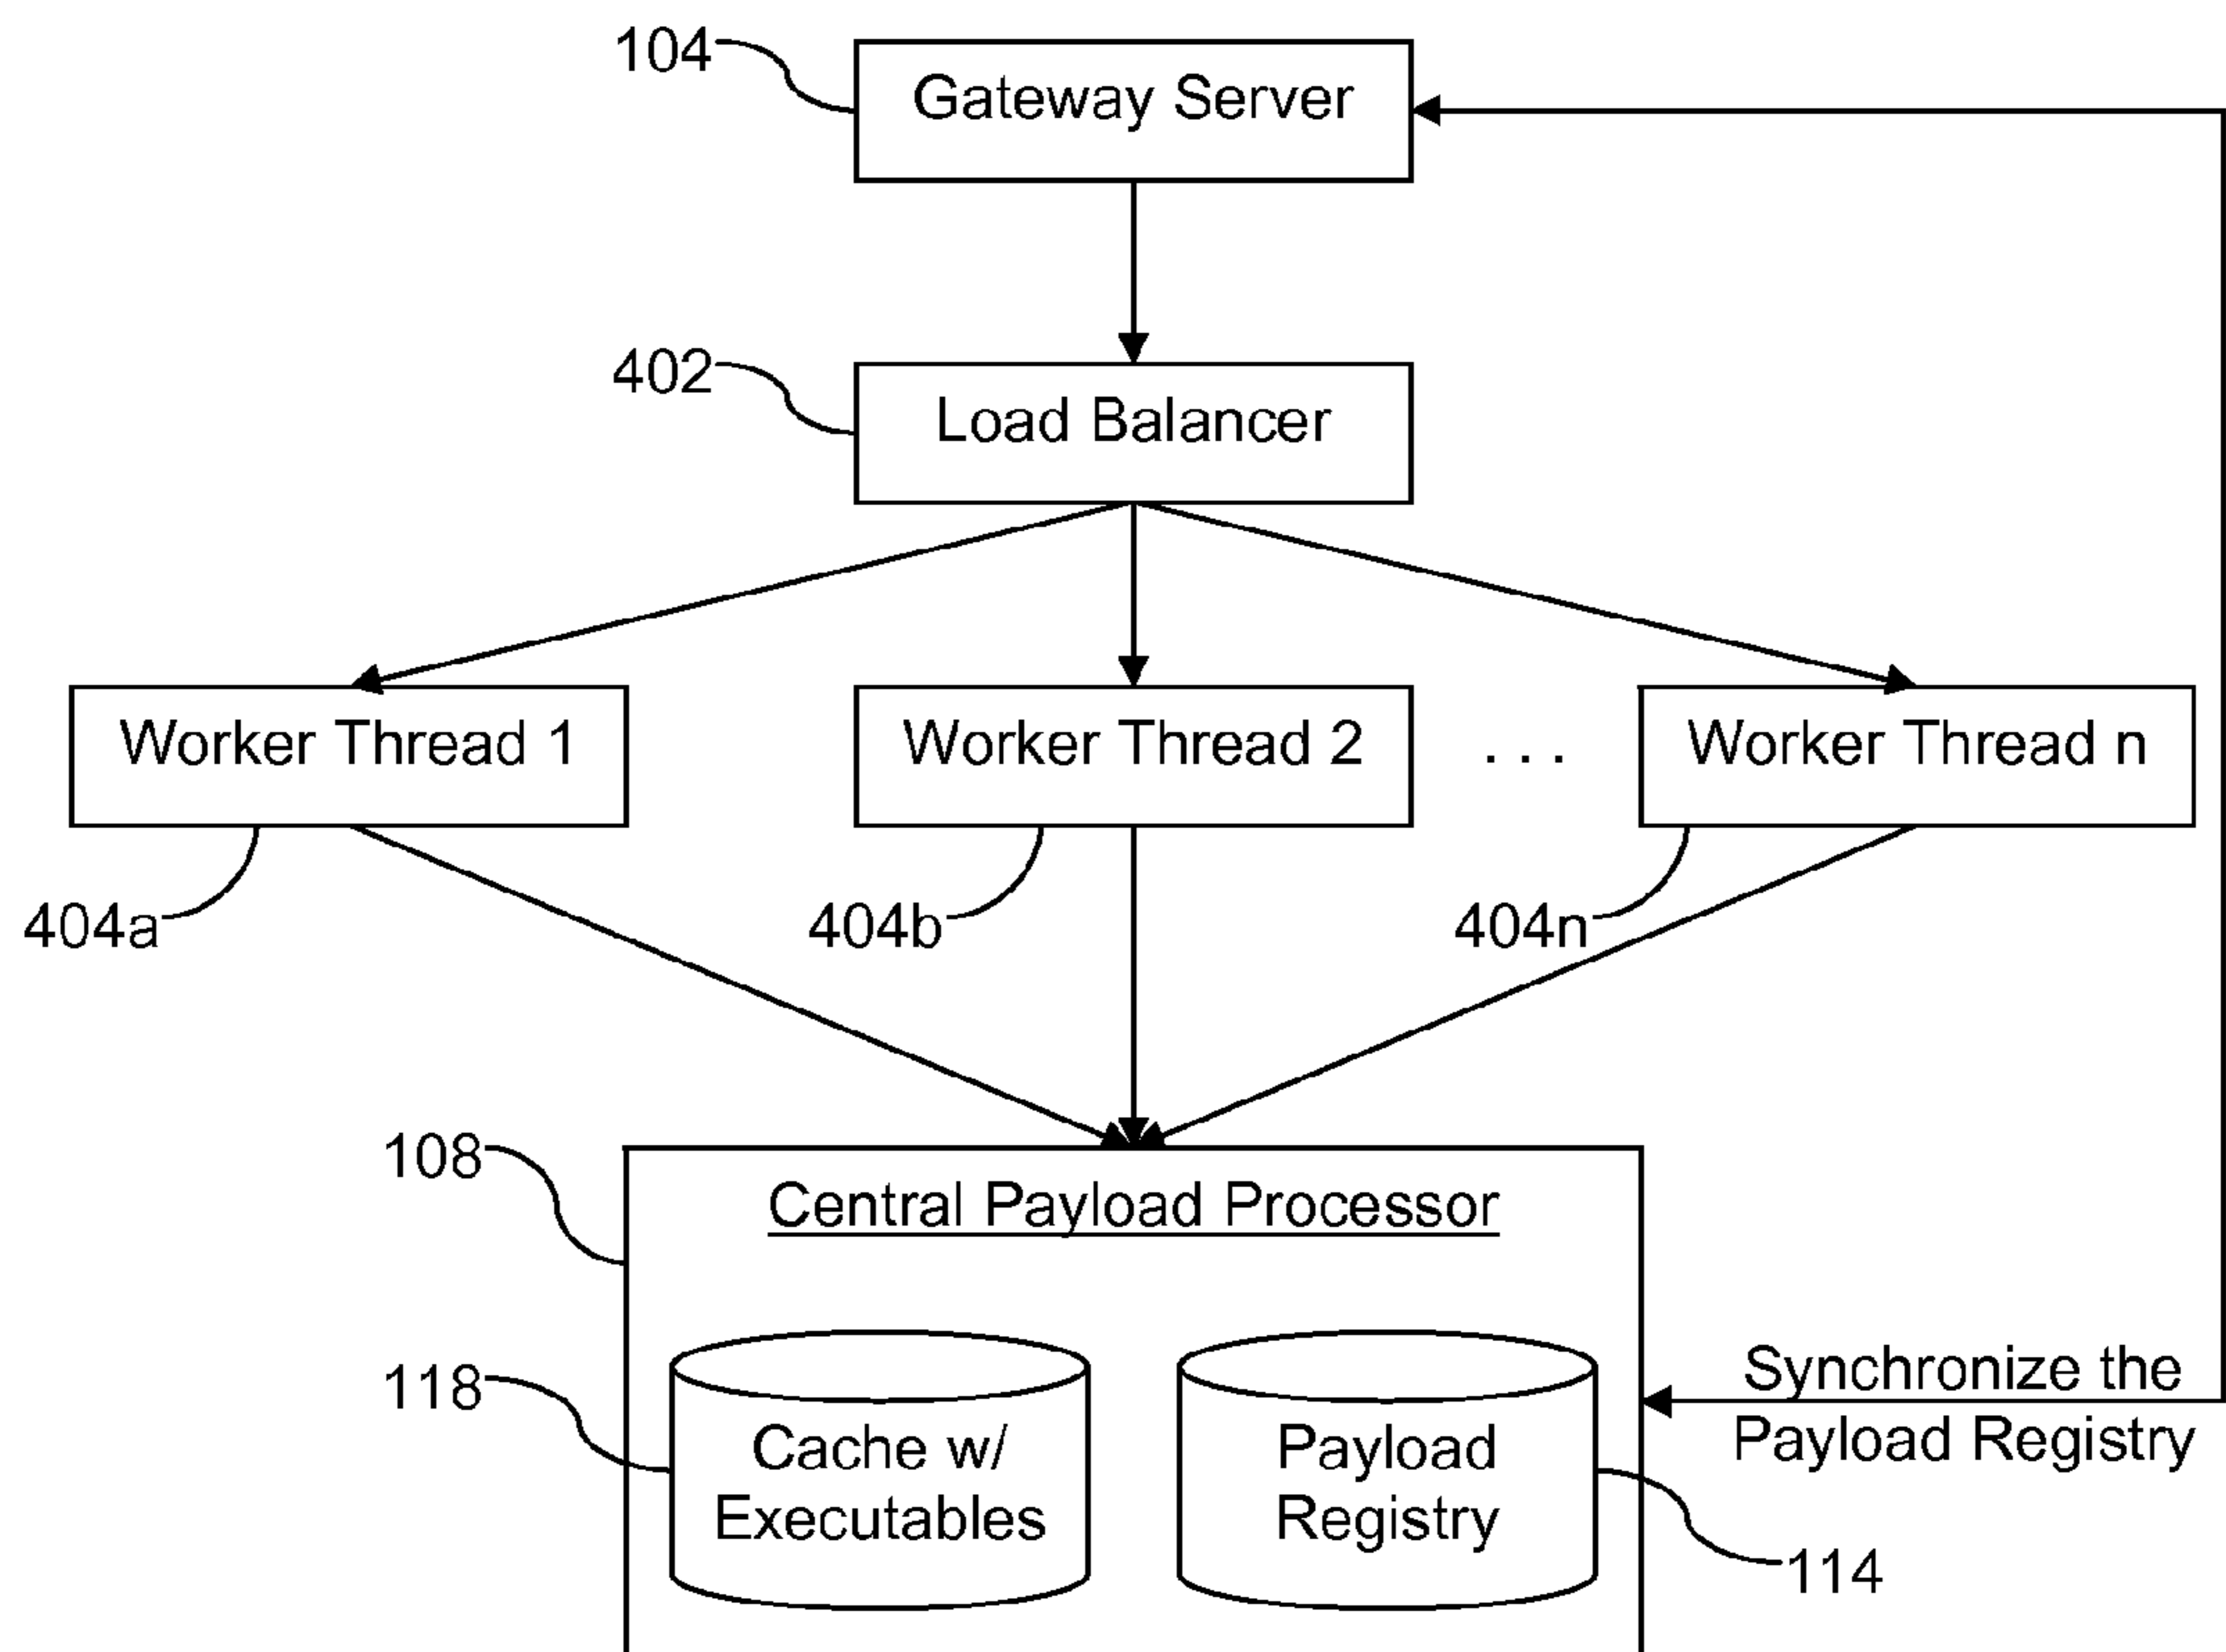 104
Gateway Server
402
Load Balancer
Worker Thread 1
Worker Thread 2
. . .
Worker Thread n
404a
404b
404n
108
Central Payload Processor
118
Cache w/
Executables
Payload
Registry
Synchronize the
Payload Registry
114